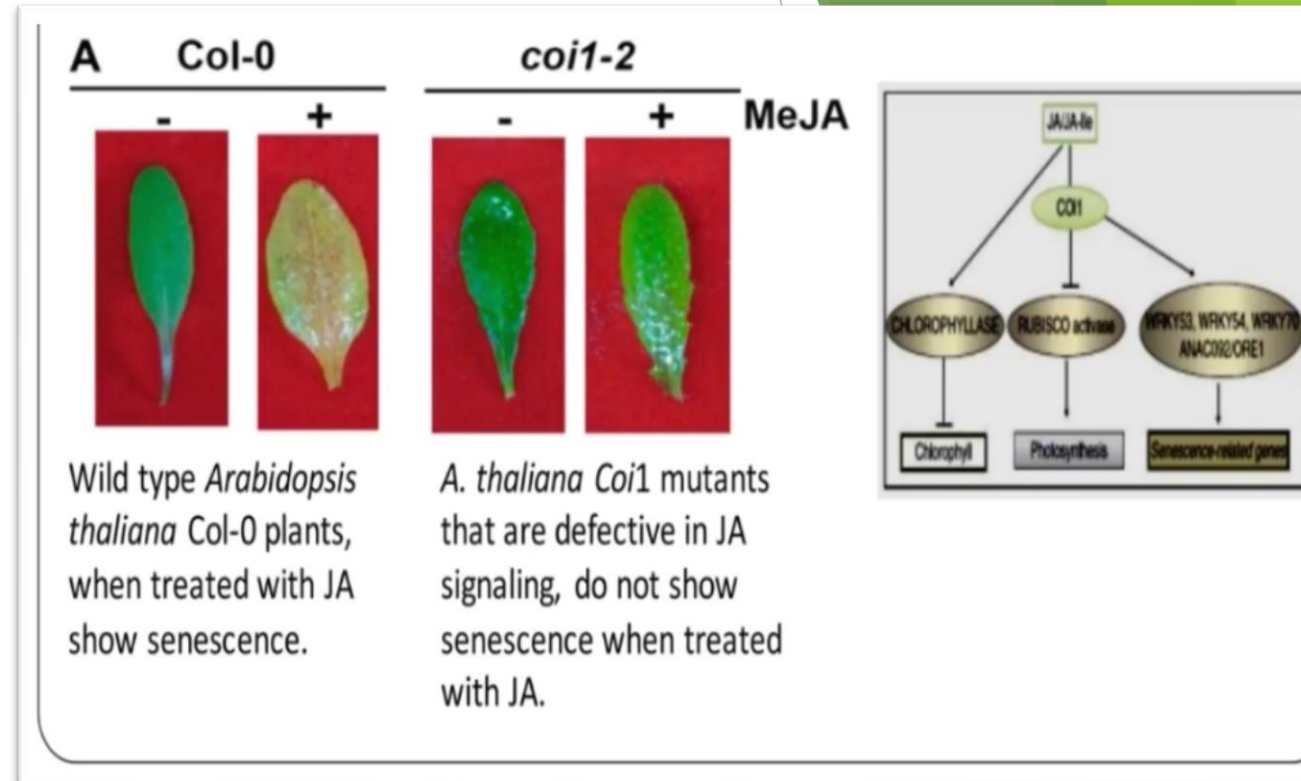 A Col-0 coi1-2
- + - + MeJA
Wild type Arabidopsis
thaliana Col-0 plants,
when treated with JA
show senescence.
A. thaliana Coi1 mutants
that are defective in JA
signaling, do not show
senescence when treated
with JA.
JA/JA-Ile
COI1
CHLOROPHYLLASE RUBISCO activase WRKY53, WRKY54, WRKY70
ANAC092/ORE1
Chlorophyll Photosynthesis Senescence-related genes